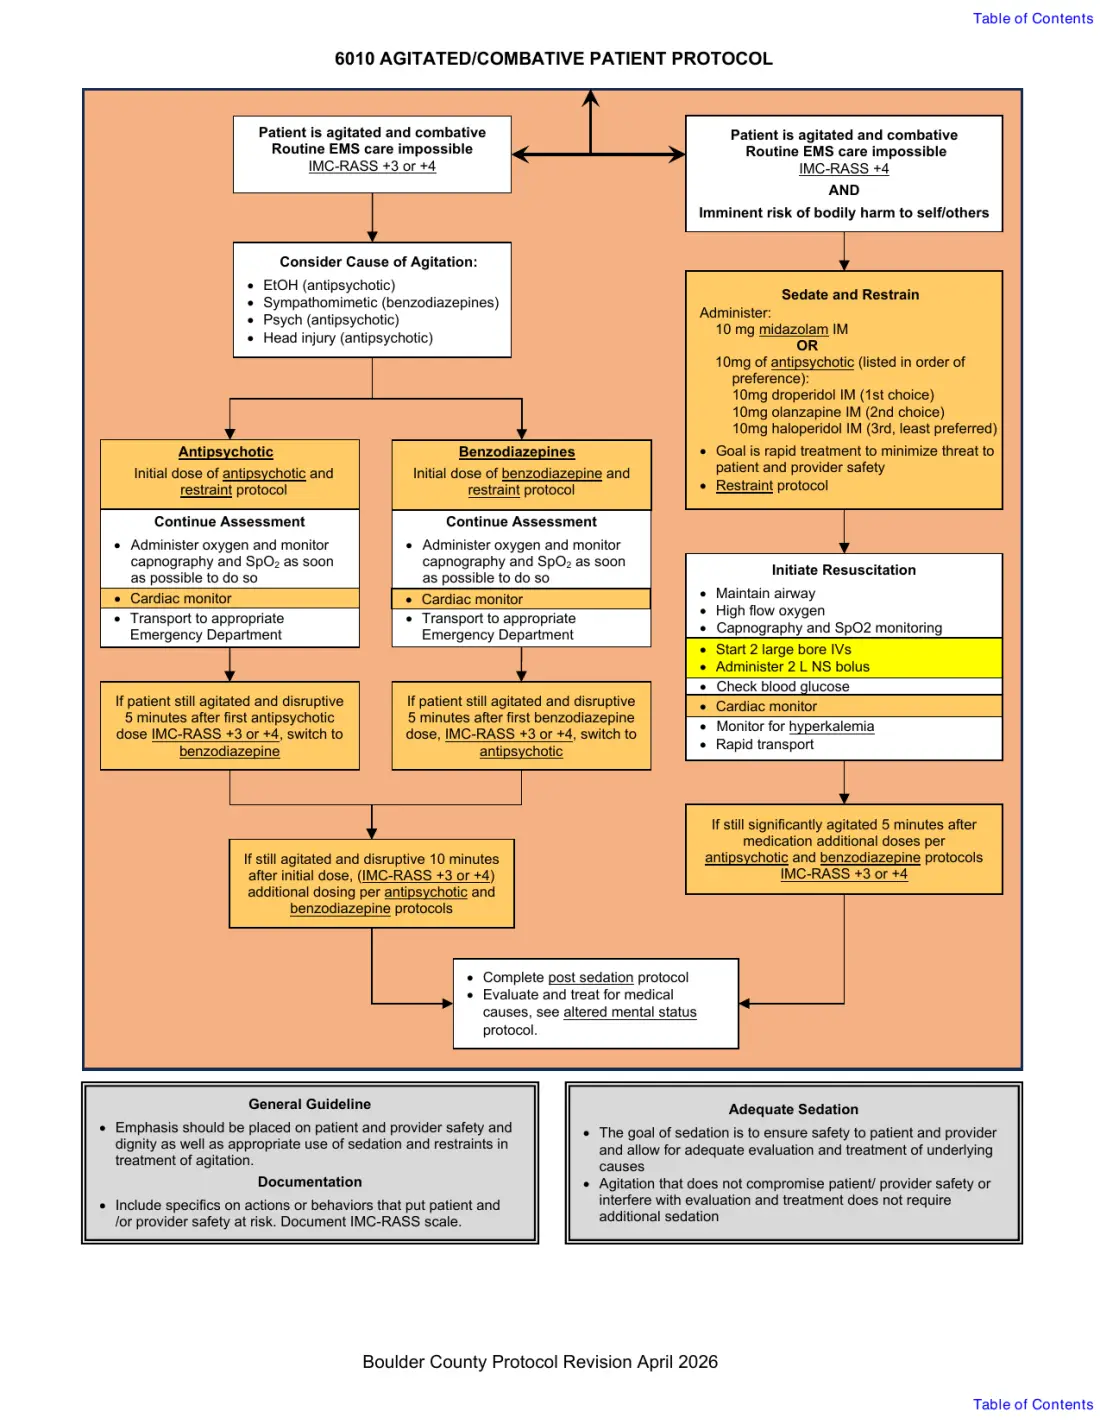 Table of Contents
6010 AGITATED/COMBATIVE PATIENT PROTOCOL
Patient is agitated and combative
Routine EMS care impossible
IMC-RASS +3 or +4
Consider Cause of Agitation:
• EtOH (antipsychotic)
• Sympathomimetic (benzodiazepines)
• Psych (antipsychotic)
• Head injury (antipsychotic)
Antipsychotic
Initial dose of antipsychotic and
restraint protocol
Continue Assessment
• Administer oxygen and monitor
capnography and SpO₂ as soon
as possible to do so
• Cardiac monitor
• Transport to appropriate
Emergency Department
If patient still agitated and disruptive
5 minutes after first antipsychotic
dose IMC-RASS +3 or +4, switch to
benzodiazepine
Benzodiazepines
Initial dose of benzodiazepine and
restraint protocol
Continue Assessment
• Administer oxygen and monitor
capnography and SpO₂ as soon
as possible to do so
• Cardiac monitor
• Transport to appropriate
Emergency Department
If patient still agitated and disruptive
5 minutes after first benzodiazepine
dose, IMC-RASS +3 or +4, switch to
antipsychotic
If still agitated and disruptive 10 minutes
after initial dose, (IMC-RASS +3 or +4)
additional dosing per antipsychotic and
benzodiazepine protocols
Patient is agitated and combative
Routine EMS care impossible
IMC-RASS +4
AND
Imminent risk of bodily harm to self/others
Sedate and Restrain
Administer:
10 mg midazolam IM
OR
10mg of antipsychotic (listed in order of
preference):
10mg droperidol IM (1st choice)
10mg olanzapine IM (2nd choice)
10mg haloperidol IM (3rd, least preferred)
• Goal is rapid treatment to minimize threat to
patient and provider safety
• Restraint protocol
Initiate Resuscitation
• Maintain airway
• High flow oxygen
• Capnography and SpO2 monitoring
• Start 2 large bore IVs
• Administer 2 L NS bolus
• Check blood glucose
• Cardiac monitor
• Monitor for hyperkalemia
• Rapid transport
If still significantly agitated 5 minutes after
medication additional doses per
antipsychotic and benzodiazepine protocols
IMC-RASS +3 or +4
• Complete post sedation protocol
• Evaluate and treat for medical
causes, see altered mental status
protocol.
General Guideline
• Emphasis should be placed on patient and provider safety and
dignity as well as appropriate use of sedation and restraints in
treatment of agitation.
Documentation
• Include specifics on actions or behaviors that put patient and
/or provider safety at risk. Document IMC-RASS scale.
Adequate Sedation
• The goal of sedation is to ensure safety to patient and provider
and allow for adequate evaluation and treatment of underlying
causes
• Agitation that does not compromise patient/ provider safety or
interfere with evaluation and treatment does not require
additional sedation
Boulder County Protocol Revision April 2026
Table of Contents